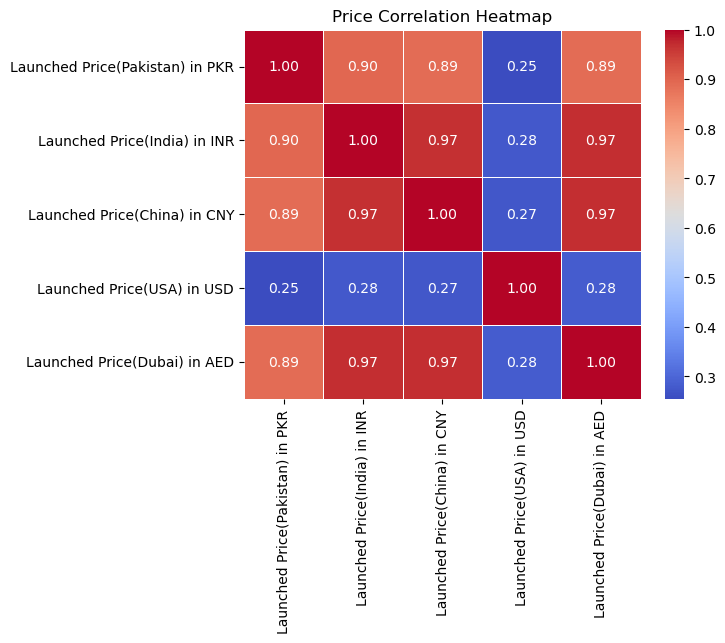 Price Correlation Heatmap
Launched Price(Pakistan) in PKR
1.00 0.90 0.89 0.25 0.89
Launched Price(India) in INR
0.90 1.00 0.97 0.28 0.97
Launched Price(China) in CNY
0.89 0.97 1.00 0.27 0.97
Launched Price(USA) in USD
0.25 0.28 0.27 1.00 0.28
Launched Price(Dubai) in AED
0.89 0.97 0.97 0.28 1.00
Launched Price(Pakistan) in PKR
Launched Price(India) in INR
Launched Price(China) in CNY
Launched Price(USA) in USD
Launched Price(Dubai) in AED
1.0
0.9
0.8
0.7
0.6
0.5
0.4
0.3